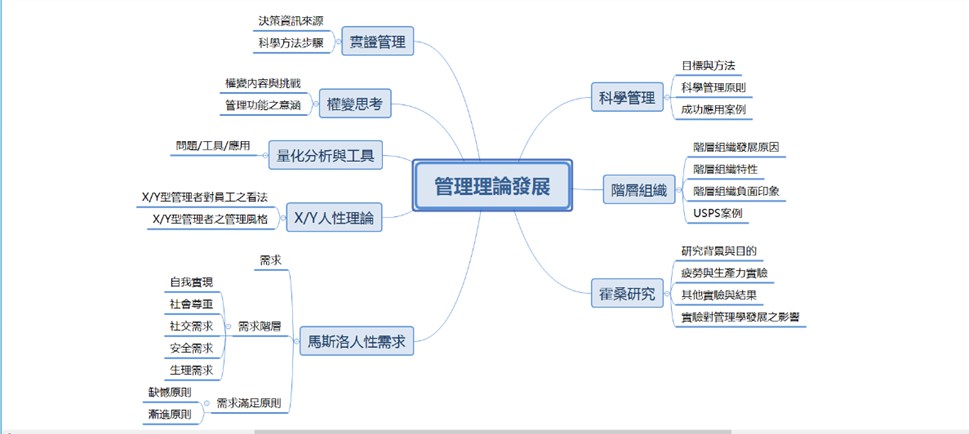 管理理論發展
科學管理
目標與方法
科學管理原則
成功應用案例
階層組織
階層組織發展原因
階層組織特性
階層組織負面印象
USPS案例
霍桑研究
研究背景與目的
疲勞與生產力實驗
其他實驗與結果
實驗對管理學發展之影響
實證管理
決策資訊來源
科學方法步驟
權變思考
權變內容與挑戰
管理功能之意涵
量化分析與工具
問題/工具/應用
X/Y人性理論
X/Y型管理者對員工之看法
X/Y型管理者之管理風格
馬斯洛人性需求
需求
需求階層
自我實現
社會尊重
社交需求
安全需求
生理需求
需求滿足原則
缺憾原則
漸進原則